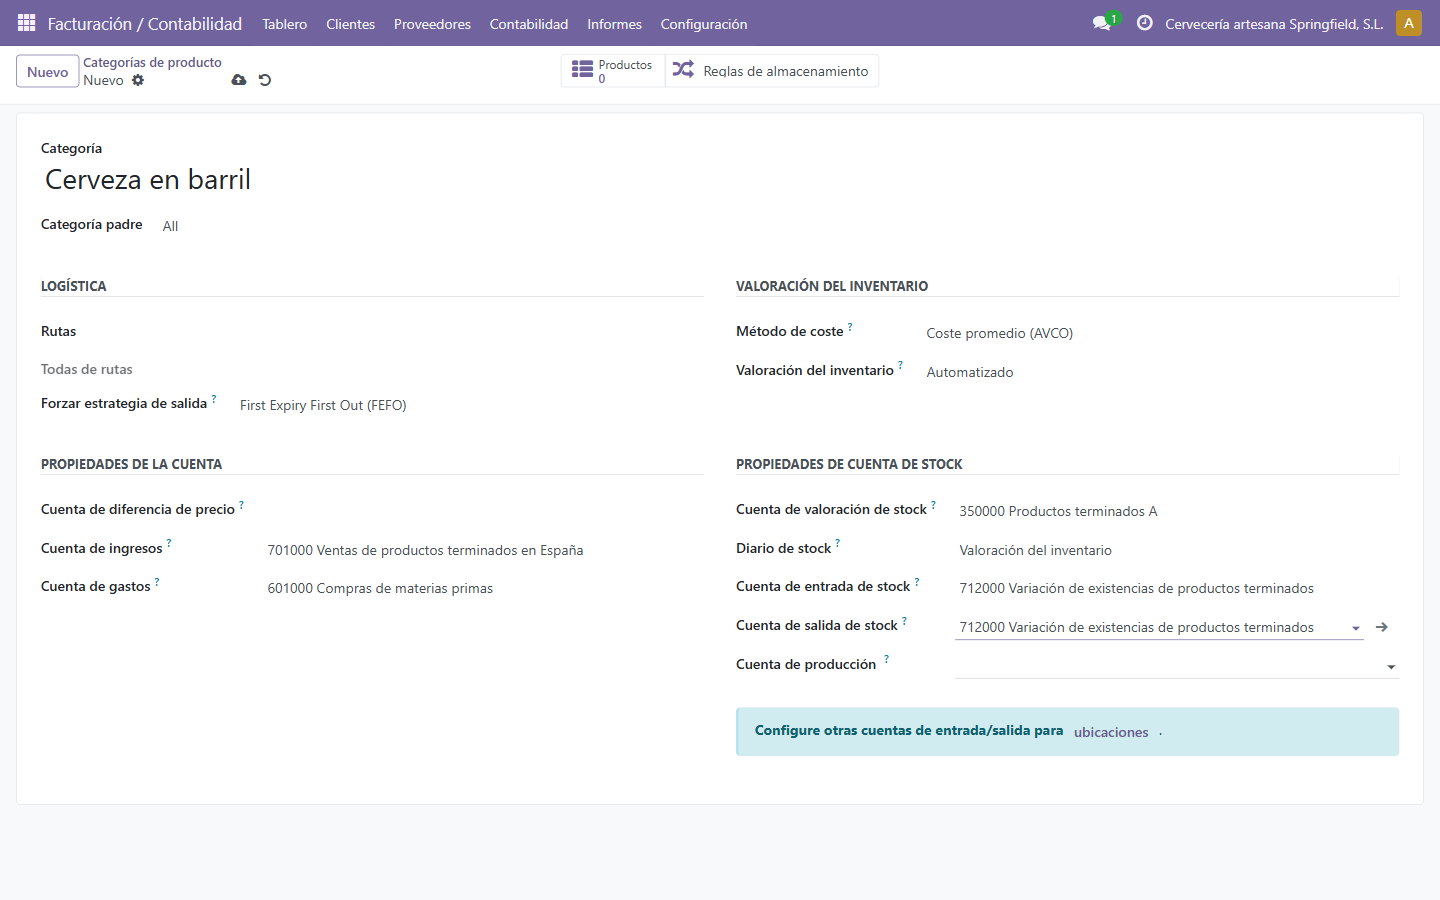 Facturación / Contabilidad Tablero Clientes Proveedores Contabilidad Informes Configuración 1 Cervecería artesana Springfield, S.L. A
Nuevo Categorías de producto
Nuevo
Productos
0
Reglas de almacenamiento
Categoría
Cerveza en barril
Categoría padre All
LOGÍSTICA
Rutas
Todas de rutas
Forzar estrategia de salida ? First Expiry First Out (FEFO)
VALORACIÓN DEL INVENTARIO
Método de coste ? Coste promedio (AVCO)
Valoración del inventario ? Automatizado
PROPIEDADES DE LA CUENTA
Cuenta de diferencia de precio ?
Cuenta de ingresos ? 701000 Ventas de productos terminados en España
Cuenta de gastos ? 601000 Compras de materias primas
PROPIEDADES DE CUENTA DE STOCK
Cuenta de valoración de stock ? 350000 Productos terminados A
Diario de stock ? Valoración del inventario
Cuenta de entrada de stock ? 712000 Variación de existencias de productos terminados
Cuenta de salida de stock ? 712000 Variación de existencias de productos terminados
Cuenta de producción ?
Configure otras cuentas de entrada/salida para ubicaciones .